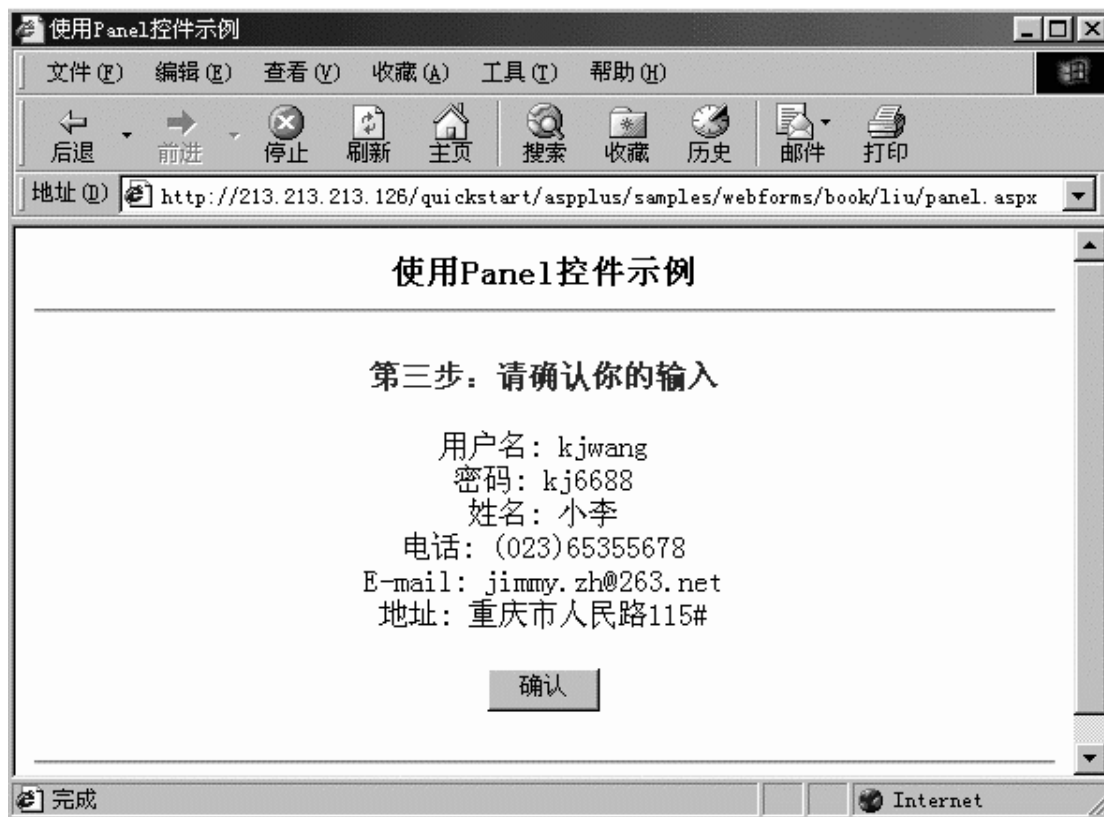 使用Panel控件示例
文件(F) 编辑(E) 查看(V) 收藏(A) 工具(T) 帮助(H)
后退 前进 停止 刷新 主页 搜索 收藏 历史 邮件 打印
地址(D) http://213.213.213.126/quickstart/aspplus/samples/webforms/book/liu/panel.aspx
使用Panel控件示例
第三步：请确认你的输入
用户名: kjwang
密码: kj6688
姓名: 小李
电话: (023)65355678
E-mail: jimmy.zh@263.net
地址: 重庆市人民路115#
确认
完成 Internet